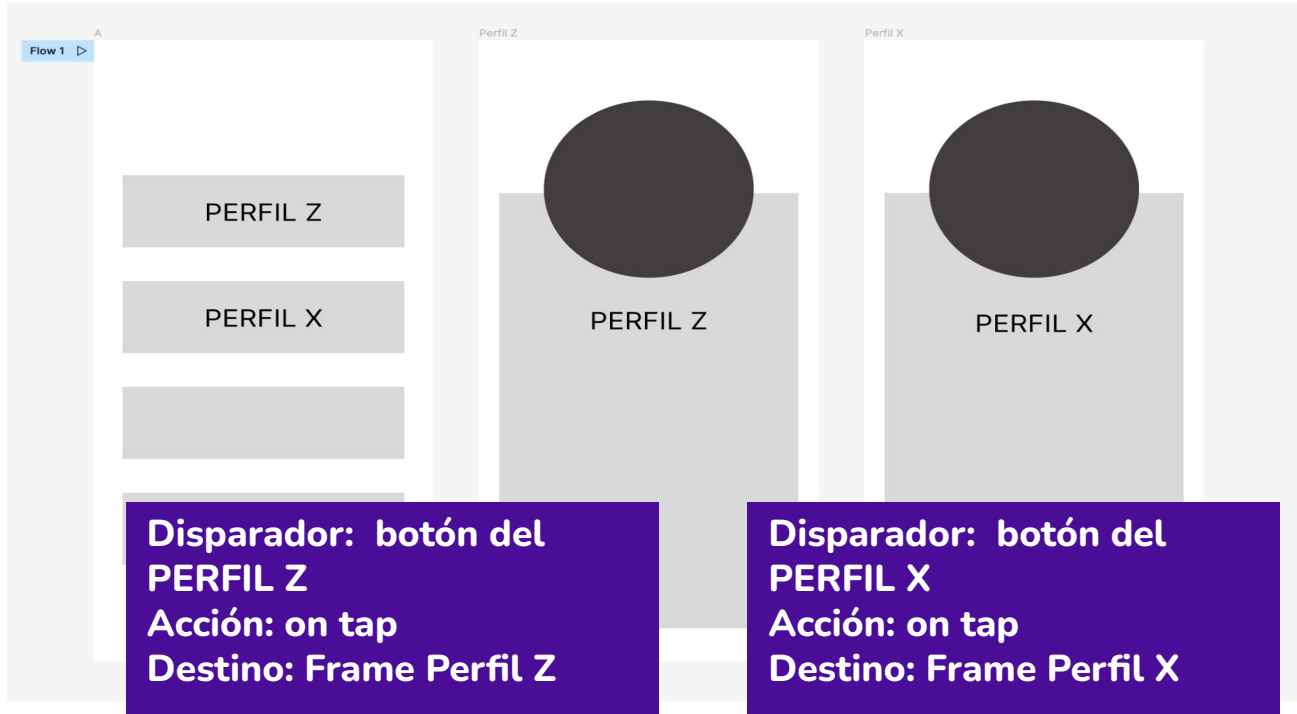 A
Perfil Z
Perfil X
Flow 1
PERFIL Z
PERFIL X
PERFIL Z
PERFIL X
Disparador:  botón del
PERFIL Z
Acción: on tap
Destino: Frame Perfil Z
Disparador:  botón del
PERFIL X
Acción: on tap
Destino: Frame Perfil X